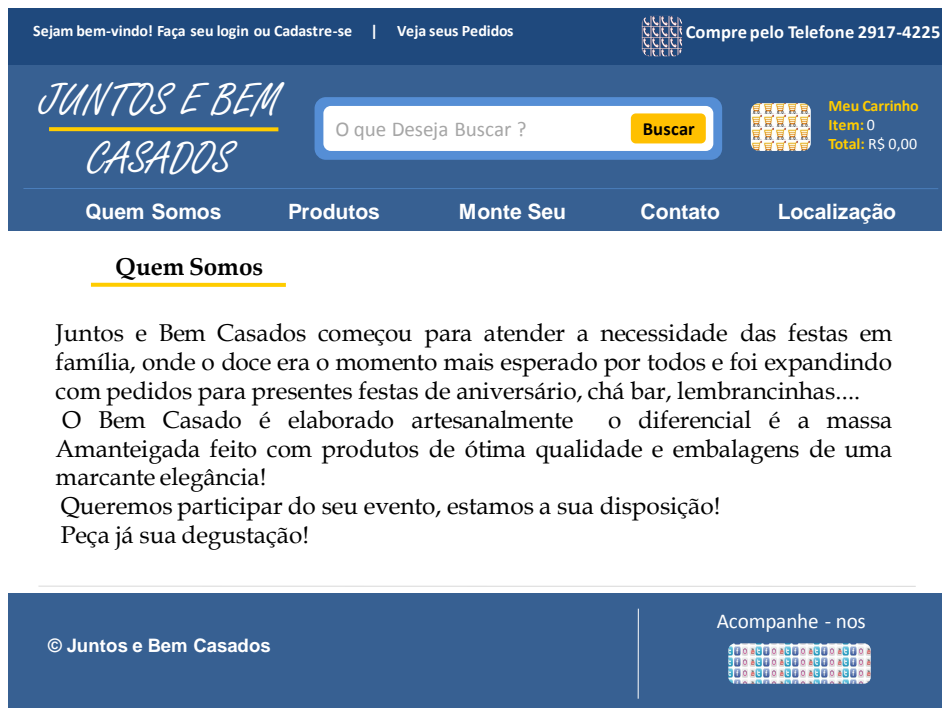 Sejam bem-vindo! Faça seu login ou Cadastre-se | Veja seus Pedidos
Compre pelo Telefone 2917-4225
JUNTOS E BEM
CASADOS
O que Deseja Buscar ?
Buscar
Meu Carrinho
Item: 0
Total: R$ 0,00
Quem Somos Produtos Monte Seu Contato Localização
Quem Somos
Juntos e Bem Casados começou para atender a necessidade das festas em
família, onde o doce era o momento mais esperado por todos e foi expandindo
com pedidos para presentes festas de aniversário, chá bar, lembrancinhas....
O Bem Casado é elaborado artesanalmente o diferencial é a massa
Amanteigada feito com produtos de ótima qualidade e embalagens de uma
marcante elegância!
Queremos participar do seu evento, estamos a sua disposição!
Peça já sua degustação!
© Juntos e Bem Casados
Acompanhe - nos